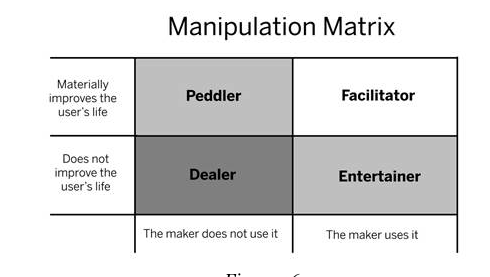 Manipulation Matrix
Materially
improves the
user's life
Peddler
Facilitator
Does not
improve the
user's life
Dealer
Entertainer
The maker does not use it
The maker uses it